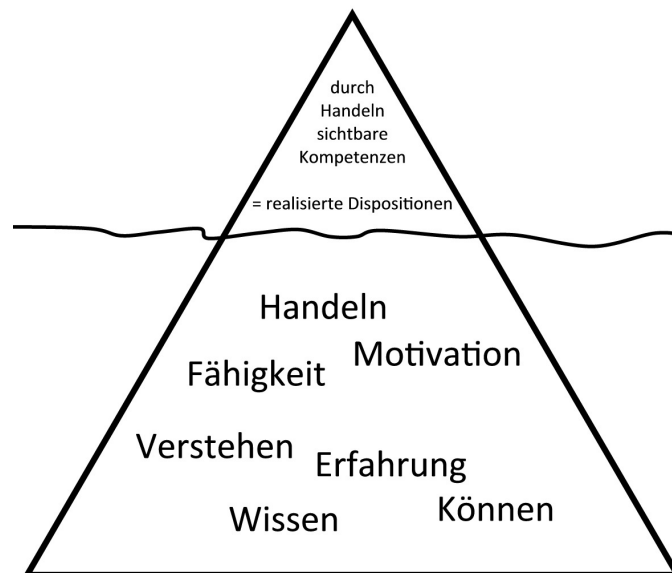 durch
Handeln
sichtbare
Kompetenzen
= realisierte Dispositionen
Handeln
Motivation
Fähigkeit
Verstehen
Erfahrung
Können
Wissen